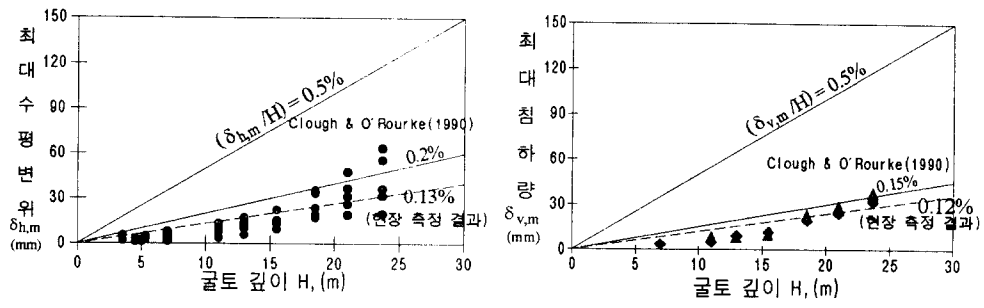 150
120
90
60
30
0
최대수평변위
δh,m
(mm)
(δh,m /H) = 0.5%
Clough & O'Rourke(1990)
0.2%
0.13%
(현장 측정 결과)
0 5 10 15 20 25 30
굴토 깊이 H, (m)
150
120
90
60
30
0
최대침하량
δv,m
(mm)
(δv,m /H) = 0.5%
Clough & O'Rourke(1990)
0.15%
0.12%
(현장 측정 결과)
0 5 10 15 20 25 30
굴토 깊이 H, (m)